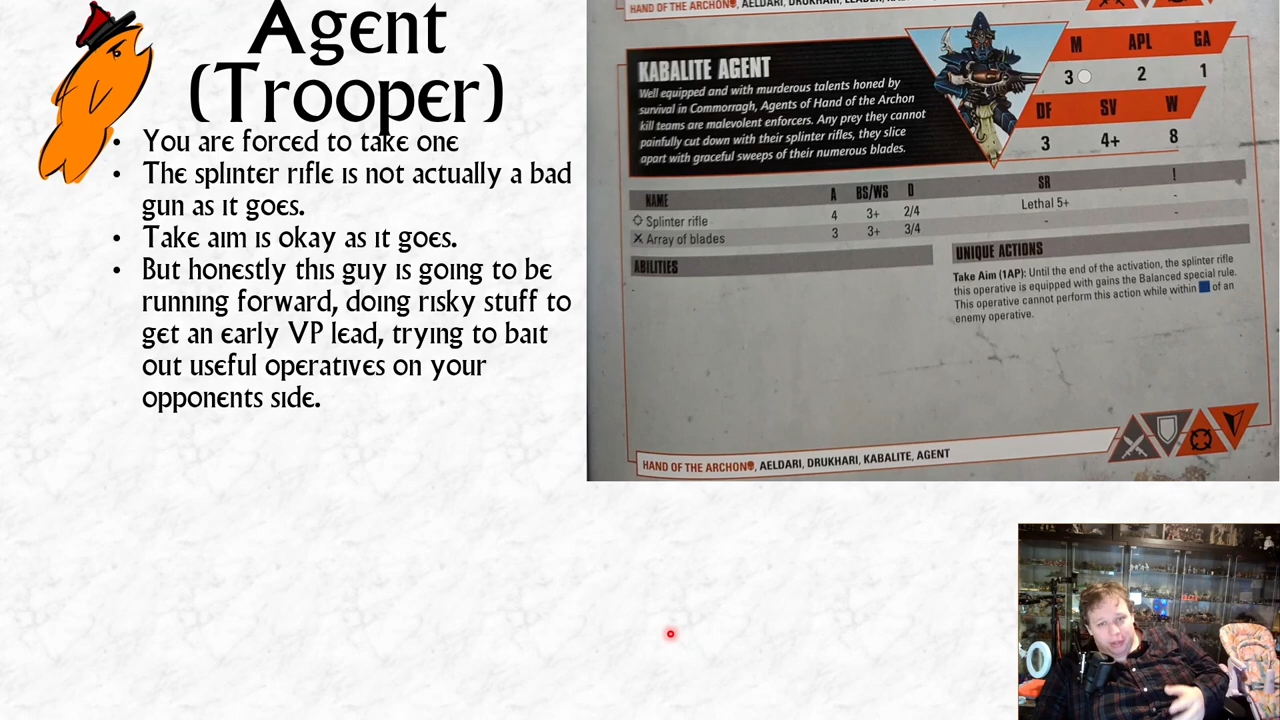 Agent
(Trooper)
• You are forced to take one
• The splinter rifle is not actually a bad
gun as it goes.
• Take aim is okay as it goes.
• But honestly this guy is going to be
running forward, doing risky stuff to
get an early VP lead, trying to bait
out useful operatives on your
opponents side.
HAND OF THE ARCHON, AELDARI, DRUKHARI, LEADER,
KABALITE AGENT
Well equipped and with murderous talents honed by
survival in Commorragh, Agents of Hand of the Archon
kill teams are malevolent enforcers. Any prey they cannot
painfully cut down with their splinter rifles, they slice
apart with graceful sweeps of their numerous blades.
M APL GA
3 2 1
DF SV W
3 4+ 8
NAME A BS/WS D SR !
Splinter rifle 4 3+ 2/4 Lethal 5+ -
Array of blades 3 3+ 3/4 - -
ABILITIES
UNIQUE ACTIONS
Take Aim (1AP): Until the end of the activation, the splinter rifle
this operative is equipped with gains the Balanced special rule.
This operative cannot perform this action while within of an
enemy operative.
HAND OF THE ARCHON, AELDARI, DRUKHARI, KABALITE, AGENT